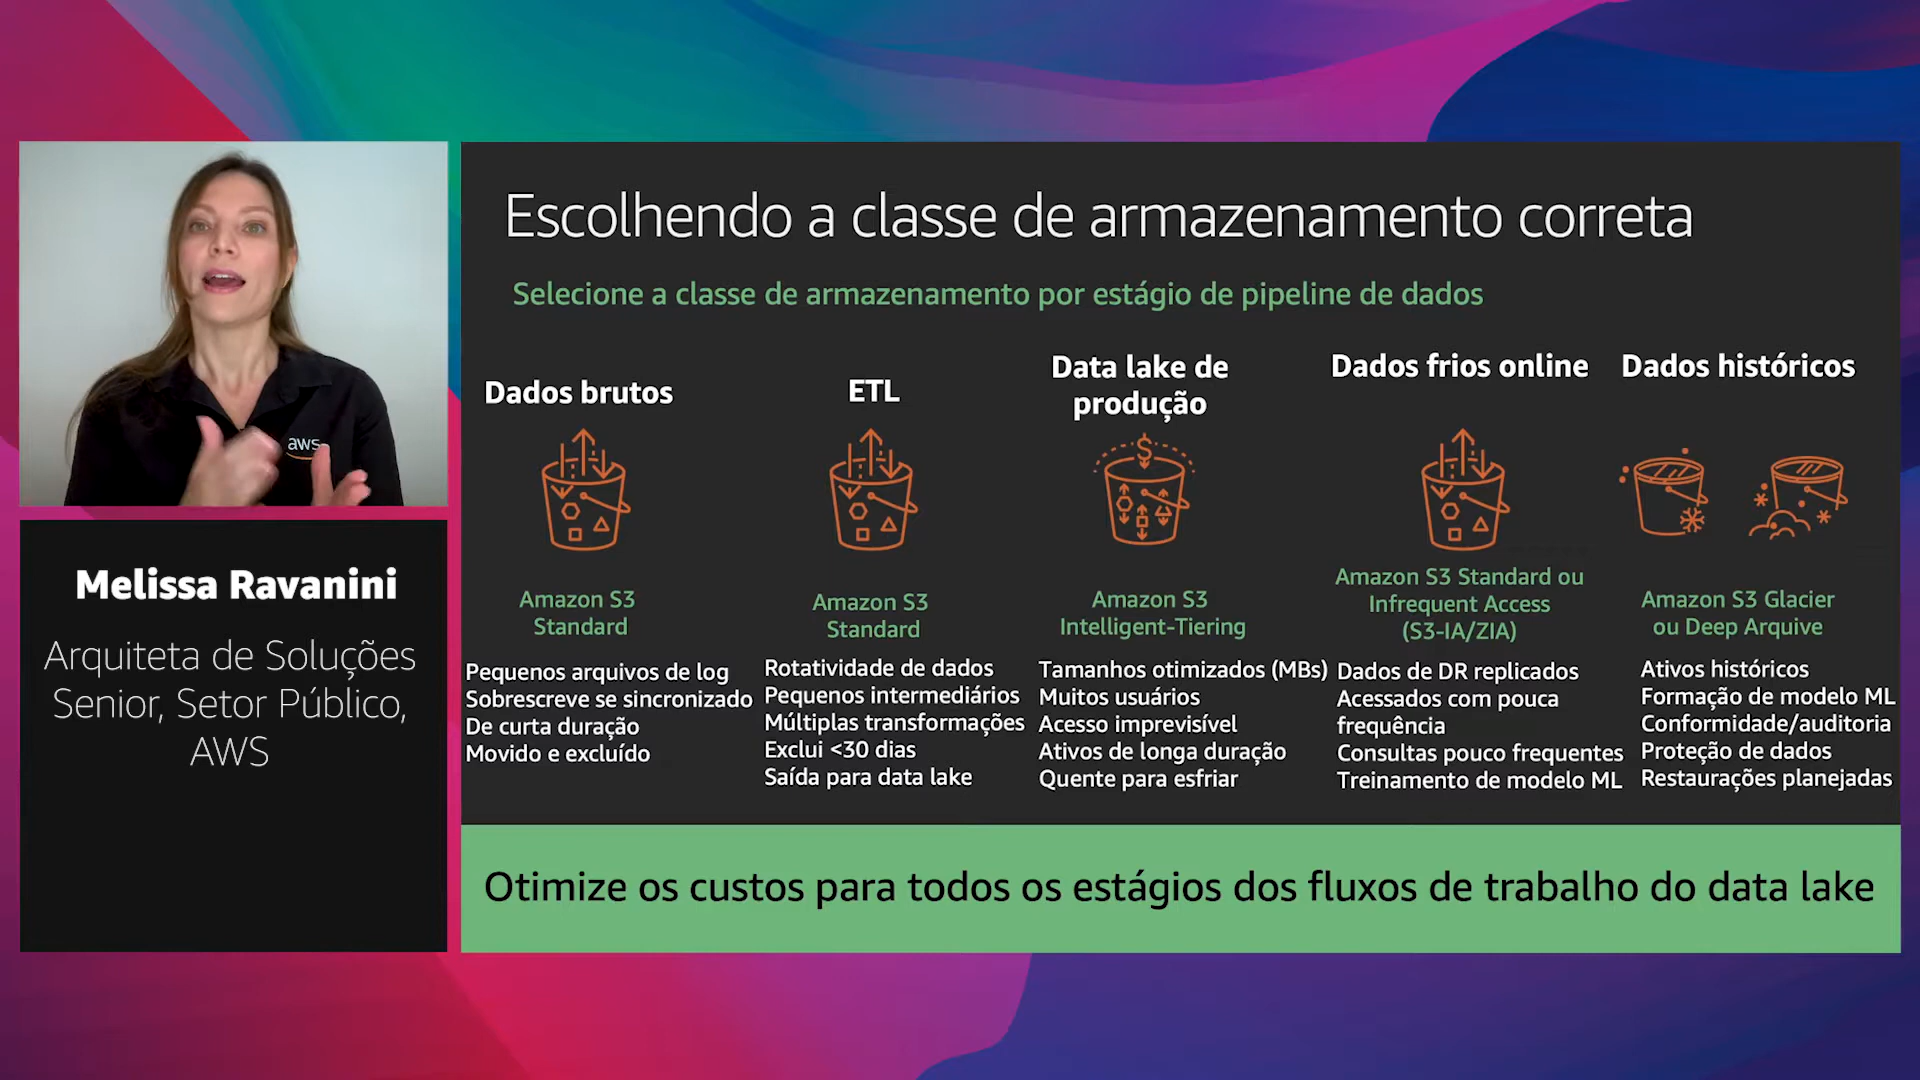 aws
Melissa Ravanini
Arquiteta de Soluções
Senior, Setor Público,
AWS
Escolhendo a classe de armazenamento correta
Selecione a classe de armazenamento por estágio de pipeline de dados
Dados brutos
Amazon S3
Standard
Pequenos arquivos de log
Sobrescreve se sincronizado
De curta duração
Movido e excluído
ETL
Amazon S3
Standard
Rotatividade de dados
Pequenos intermediários
Múltiplas transformações
Exclui <30 dias
Saída para data lake
Data lake de
produção
$
Amazon S3
Intelligent-Tiering
Tamanhos otimizados (MBs)
Muitos usuários
Acesso imprevisível
Ativos de longa duração
Quente para esfriar
Dados frios online
Amazon S3 Standard ou
Infrequent Access
(S3-IA/ZIA)
Dados de DR replicados
Acessados com pouca
frequência
Consultas pouco frequentes
Treinamento de modelo ML
Dados históricos
Amazon S3 Glacier
ou Deep Arquive
Ativos históricos
Formação de modelo ML
Conformidade/auditoria
Proteção de dados
Restaurações planejadas
Otimize os custos para todos os estágios dos fluxos de trabalho do data lake